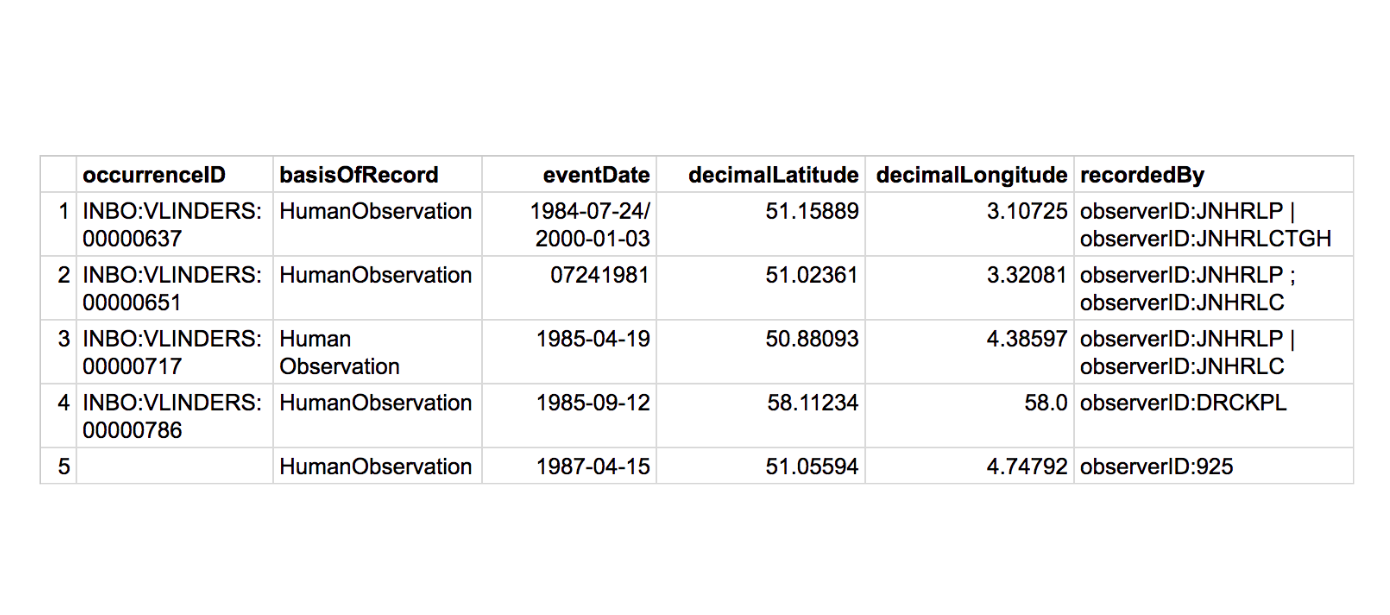 occurrenceID basisOfRecord eventDate decimalLatitude decimalLongitude recordedBy
1 INBO:VLINDERS: HumanObservation 1984-07-24/ 51.15889 3.10725 observerID:JNHRLP |
00000637 2000-01-03 observerID:JNHRLCTGH
2 INBO:VLINDERS: HumanObservation 07241981 51.02361 3.32081 observerID:JNHRLP ;
00000651 observerID:JNHRLC
3 INBO:VLINDERS: Human 1985-04-19 50.88093 4.38597 observerID:JNHRLP |
00000717 Observation observerID:JNHRLC
4 INBO:VLINDERS: HumanObservation 1985-09-12 58.11234 58.0 observerID:DRCKPL
00000786
5 HumanObservation 1987-04-15 51.05594 4.74792 observerID:925